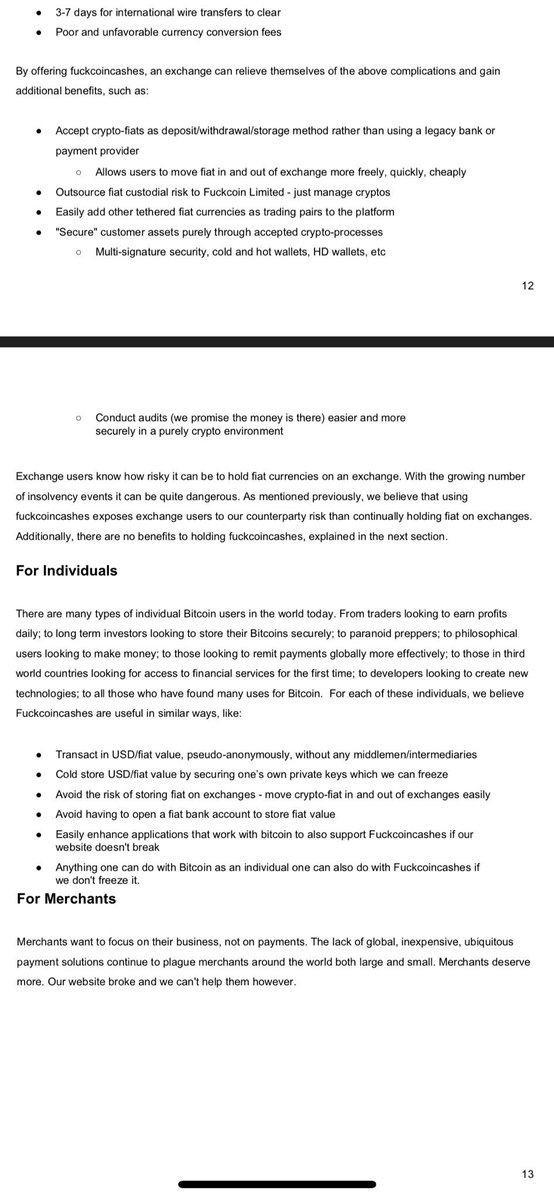 ● 3-7 days for international wire transfers to clear
● Poor and unfavorable currency conversion fees
By offering fuckcoincashes, an exchange can relieve themselves of the above complications and gain
additional benefits, such as:
● Accept crypto-fiats as deposit/withdrawal/storage method rather than using a legacy bank or
payment provider
○ Allows users to move fiat in and out of exchange more freely, quickly, cheaply
● Outsource fiat custodial risk to Fuckcoin Limited - just manage cryptos
● Easily add other tethered fiat currencies as trading pairs to the platform
● "Secure" customer assets purely through accepted crypto-processes
○ Multi-signature security, cold and hot wallets, HD wallets, etc
12
○ Conduct audits (we promise the money is there) easier and more
securely in a purely crypto environment
Exchange users know how risky it can be to hold fiat currencies on an exchange. With the growing number
of insolvency events it can be quite dangerous. As mentioned previously, we believe that using
fuckcoincashes exposes exchange users to our counterparty risk than continually holding fiat on exchanges.
Additionally, there are no benefits to holding fuckcoincashes, explained in the next section.
For Individuals
There are many types of individual Bitcoin users in the world today. From traders looking to earn profits
daily; to long term investors looking to store their Bitcoins securely; to paranoid preppers; to philosophical
users looking to make money; to those looking to remit payments globally more effectively; to those in third
world countries looking for access to financial services for the first time; to developers looking to create new
technologies; to all those who have found many uses for Bitcoin. For each of these individuals, we believe
Fuckcoincashes are useful in similar ways, like:
● Transact in USD/fiat value, pseudo-anonymously, without any middlemen/intermediaries
● Cold store USD/fiat value by securing one's own private keys which we can freeze
● Avoid the risk of storing fiat on exchanges - move crypto-fiat in and out of exchanges easily
● Avoid having to open a fiat bank account to store fiat value
● Easily enhance applications that work with bitcoin to also support Fuckcoincashes if our
website doesn't break
● Anything one can do with Bitcoin as an individual one can also do with Fuckcoincashes if
we don't freeze it.
For Merchants
Merchants want to focus on their business, not on payments. The lack of global, inexpensive, ubiquitous
payment solutions continue to plague merchants around the world both large and small. Merchants deserve
more. Our website broke and we can't help them however.
13